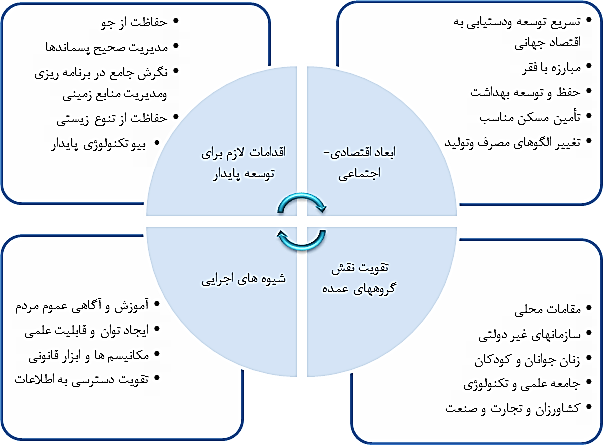 تسریع توسعه ودستیابی به
اقتصاد جهانی
مبارزه با فقر
حفظ و توسعه بهداشت
تأمین مسکن مناسب
تغییر الگوهای مصرف وتولید
ابعاد اقتصادی-
اجتماعی
حفاظت از جو
مدیریت صحیح پسماندها
نگرش جامع در برنامه ریزی
ومدیریت منابع زمینی
حفاظت از تنوع زیستی
بیو تکنولوژی پایدار
اقدامات لازم برای
توسعه پایدار
تقویت نقش
گروههای عمده
مقامات محلی
سازمانهای غیر دولتی
زنان جوانان و کودکان
جامعه علمی و تکنولوژی
کشاورزان و تجارت و صنعت
شیوه های اجرایی
آموزش و آگاهی عموم مردم
ایجاد توان و قابلیت علمی
مکانیسم ها و ابزار قانونی
تقویت دسترسی به اطلاعات